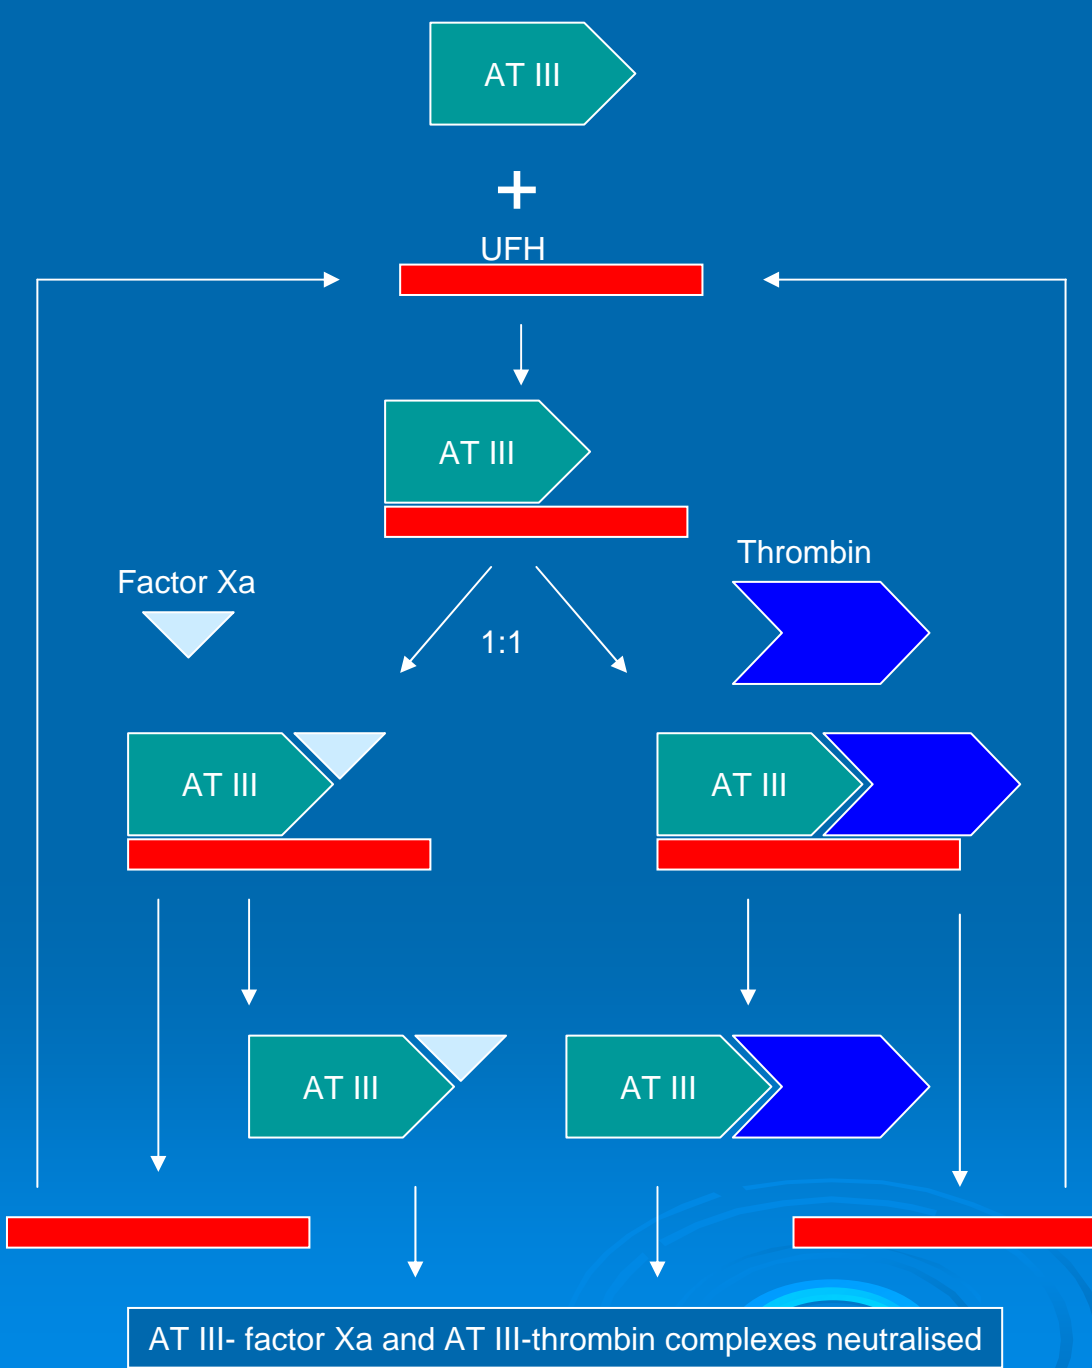 AT III
+
UFH
AT III
Thrombin
Factor Xa
1:1
AT III
AT III
AT III
AT III
AT III- factor Xa and AT III-thrombin complexes neutralised